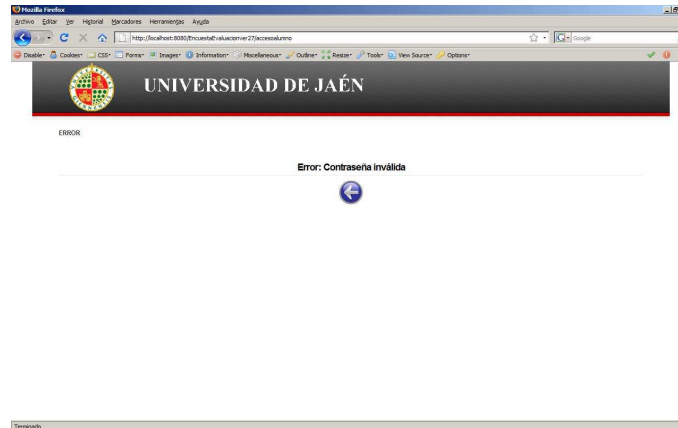 Mozilla Firefox
Archivo Editar Ver Historial Marcadores Herramientas Ayuda
http://localhost:8080/EncuestaEvaluacionver27/accesoalumno
Google
Disable Cookies CSS Forms Images Information Miscellaneous Outline Resize Tools View Source Options
UNIVERSIDAD DE JAÉN
ERROR
Error: Contraseña inválida
Terminado